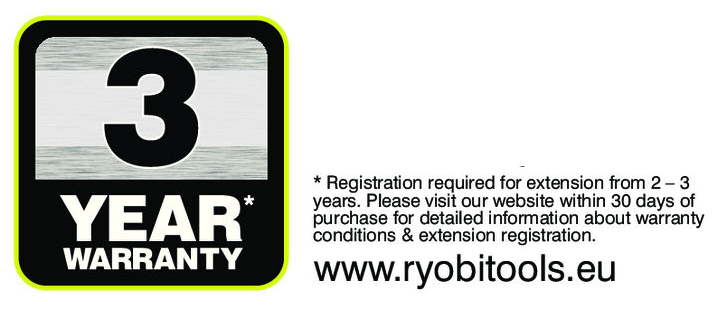 3
YEAR*
WARRANTY
* Registration required for extension from 2 – 3
years. Please visit our website within 30 days of
purchase for detailed information about warranty
conditions & extension registration.
www.ryobitools.eu